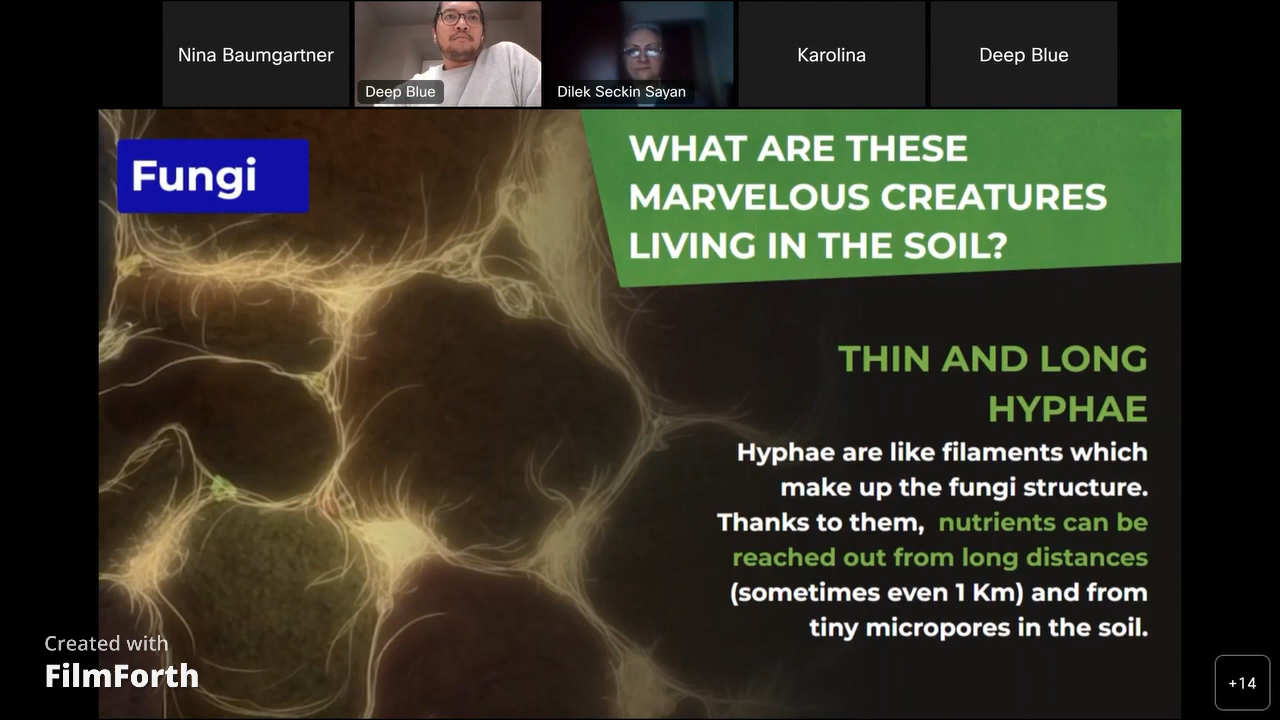 Nina Baumgartner
Deep Blue
Dilek Seckin Sayan
Karolina
Deep Blue
Fungi
WHAT ARE THESE
MARVELOUS CREATURES
LIVING IN THE SOIL?
THIN AND LONG
HYPHAE
Hyphae are like filaments which
make up the fungi structure.
Thanks to them, nutrients can be
reached out from long distances
(sometimes even 1 Km) and from
tiny micropores in the soil.
Created with
FilmForth
+14